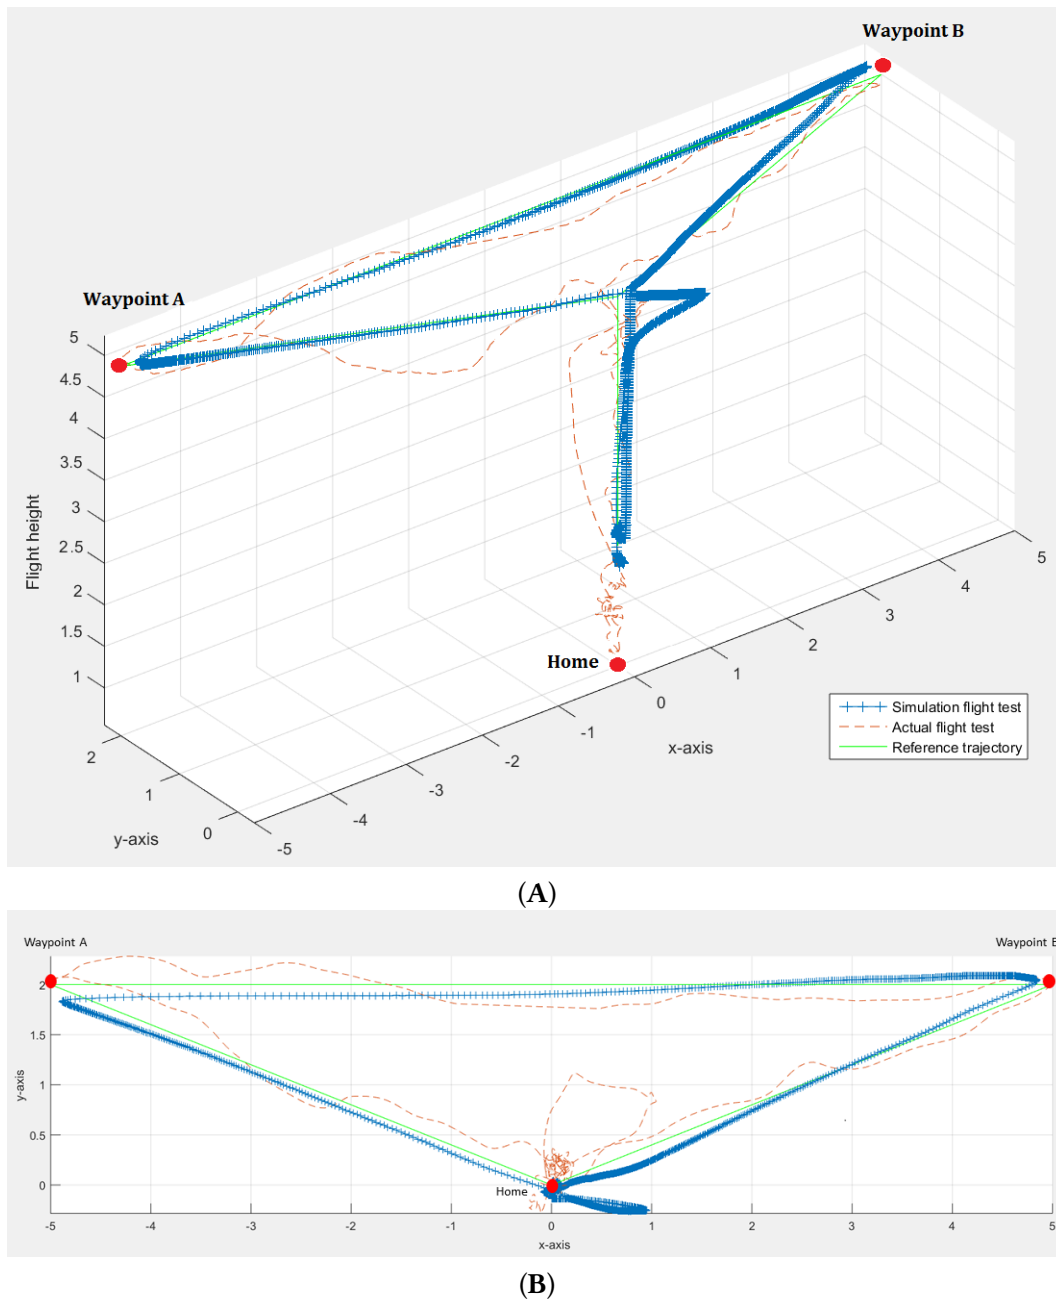 Waypoint B
Waypoint A
5
4.5
4
3.5
3
2.5
2
1.5
1
Flight height
Home
2
1
0
y-axis
-5
-4
-3
-2
-1
0
1
2
3
4
5
x-axis
Simulation flight test
Actual flight test
Reference trajectory
(A)
Waypoint A
Waypoint B
2
1.5
1
0.5
0
y-axis
Home
-5 -4 -3 -2 -1 0 1 2 3 4 5
x-axis
(B)